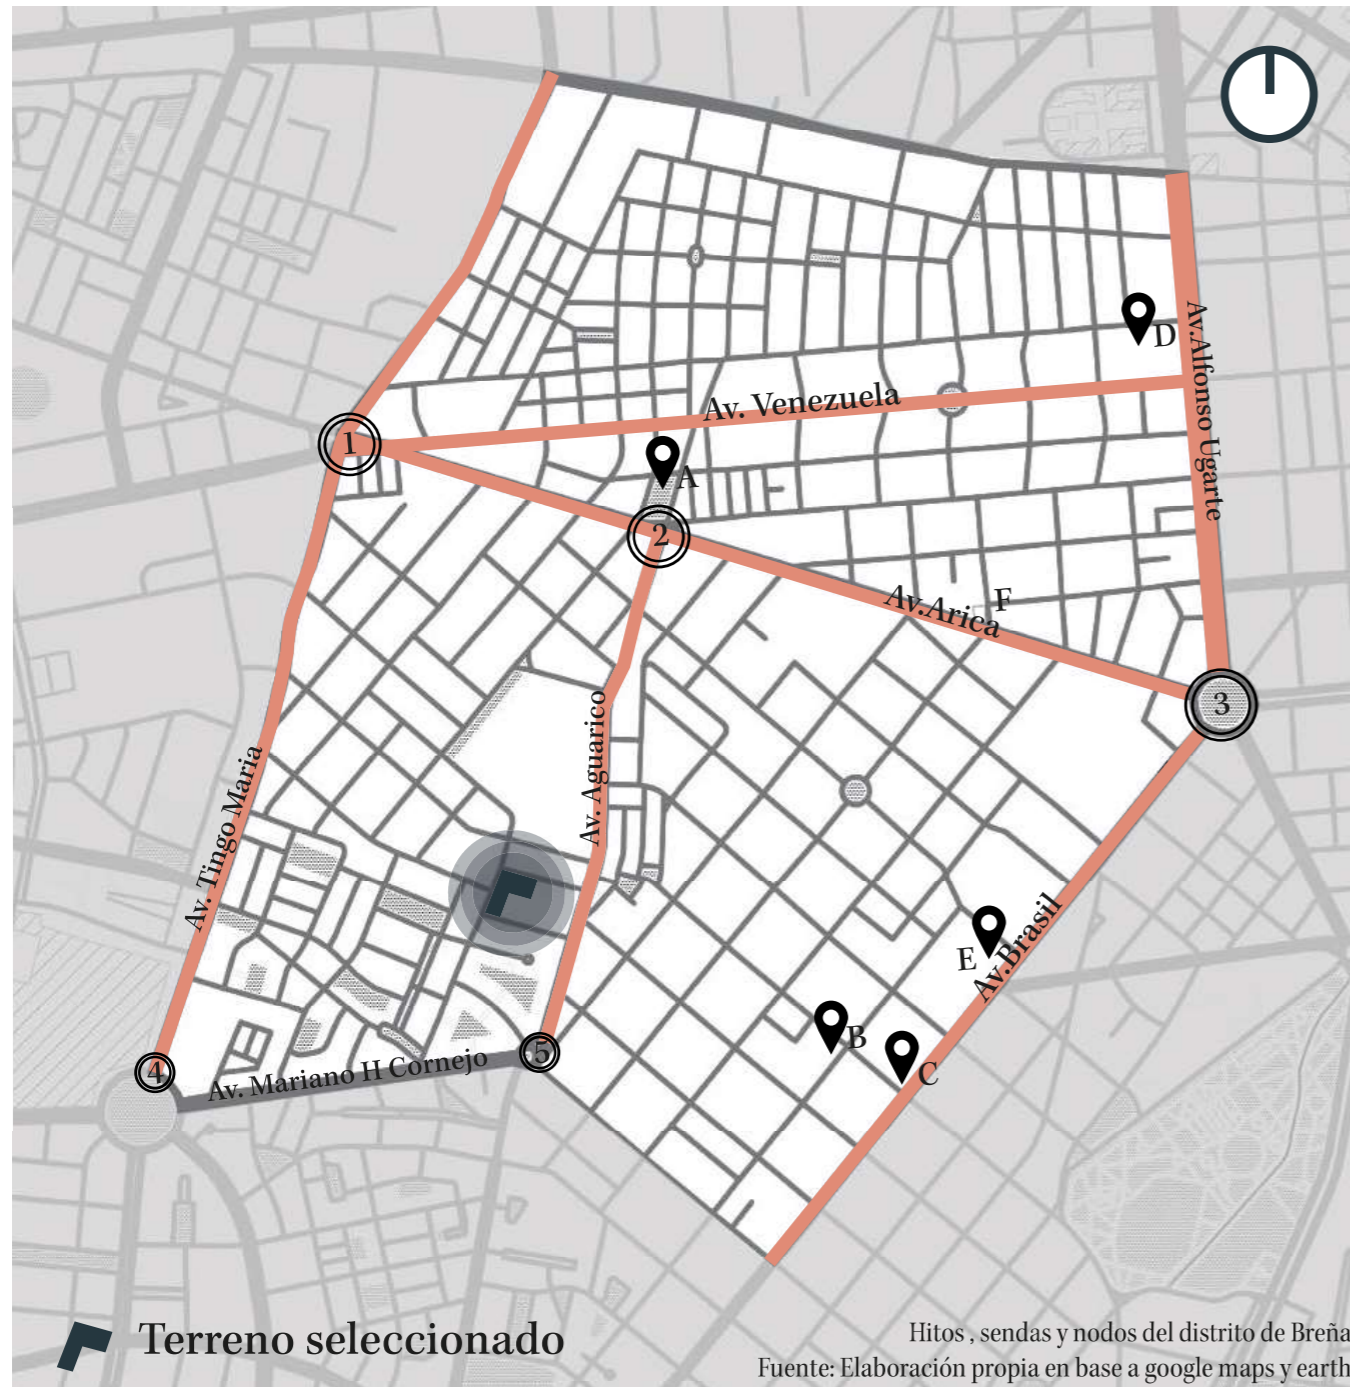 D
Av.Alfonso Ugarte
Av. Venezuela
1
A
2
Av.Arica
F
3
Av. Aguarico
Av. Tingo Maria
E
Av.Brasil
B
C
5
4
Av. Mariano H Cornejo
Terreno seleccionado
Hitos , sendas y nodos del distrito de Breña
Fuente: Elaboración propia en base a google maps y earth